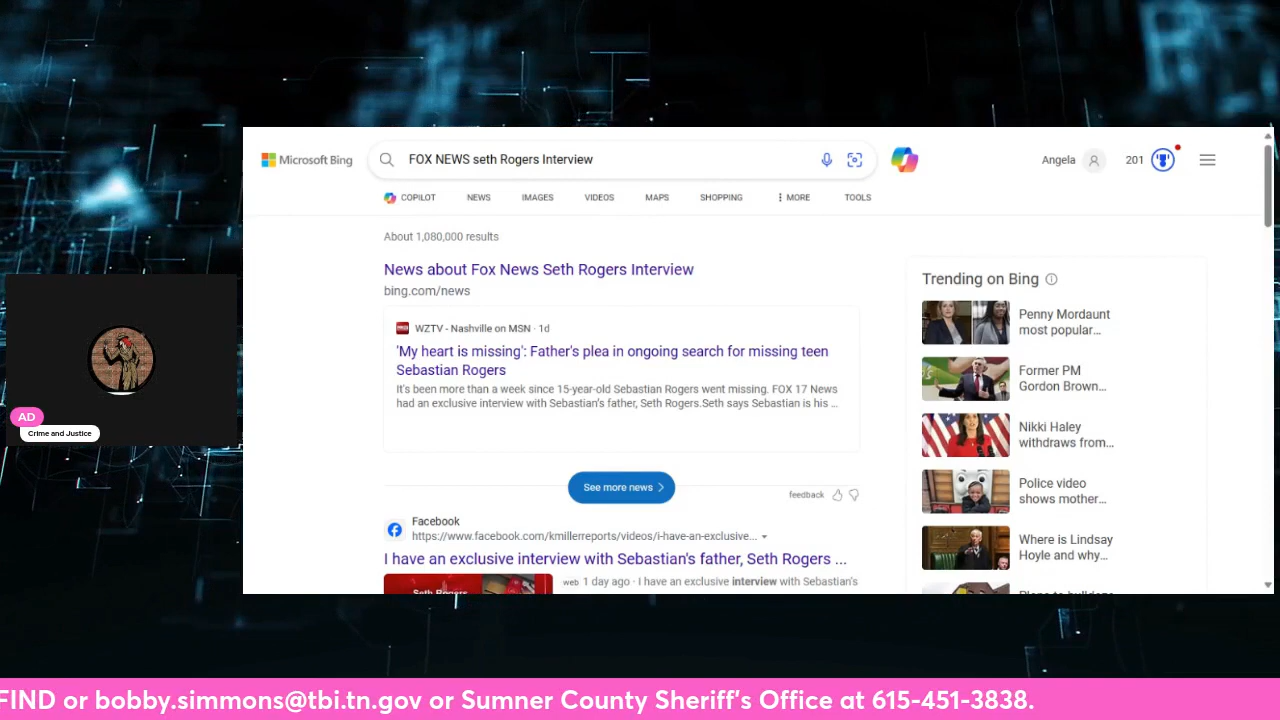 Microsoft Bing
FOX NEWS seth Rogers Interview
Angela
201
COPILOT
NEWS
IMAGES
VIDEOS
MAPS
SHOPPING
MORE
TOOLS
About 1,080,000 results
News about Fox News Seth Rogers Interview
bing.com/news
WZTV - Nashville on MSN · 1d
'My heart is missing': Father's plea in ongoing search for missing teen
Sebastian Rogers
It's been more than a week since 15-year-old Sebastian Rogers went missing. FOX 17 News
had an exclusive interview with Sebastian's father, Seth Rogers.Seth says Sebastian is his ...
See more news
feedback
Facebook
https://www.facebook.com/kmillerreports/videos/i-have-an-exclusive...
I have an exclusive interview with Sebastian's father, Seth Rogers ...
Seth Rogers
web 1 day ago · I have an exclusive interview with Sebastian's
Trending on Bing
Penny Mordaunt
most popular...
Former PM
Gordon Brown...
Nikki Haley
withdraws from...
Police video
shows mother...
Where is Lindsay
Hoyle and why...
AD
Crime and Justice
FIND or bobby.simmons@tbi.tn.gov or Sumner County Sheriff's Office at 615-451-3838.